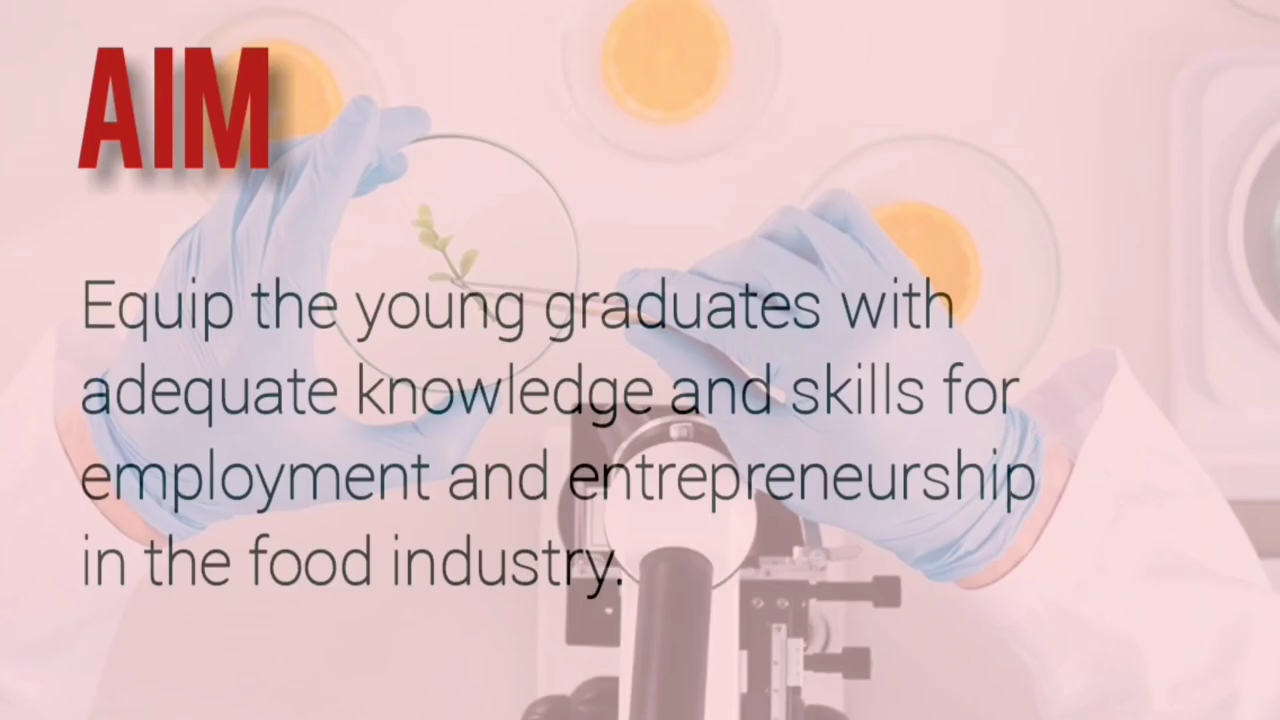 AIM
Equip the young graduates with
adequate knowledge and skills for
employment and entrepreneurship
in the food industry.